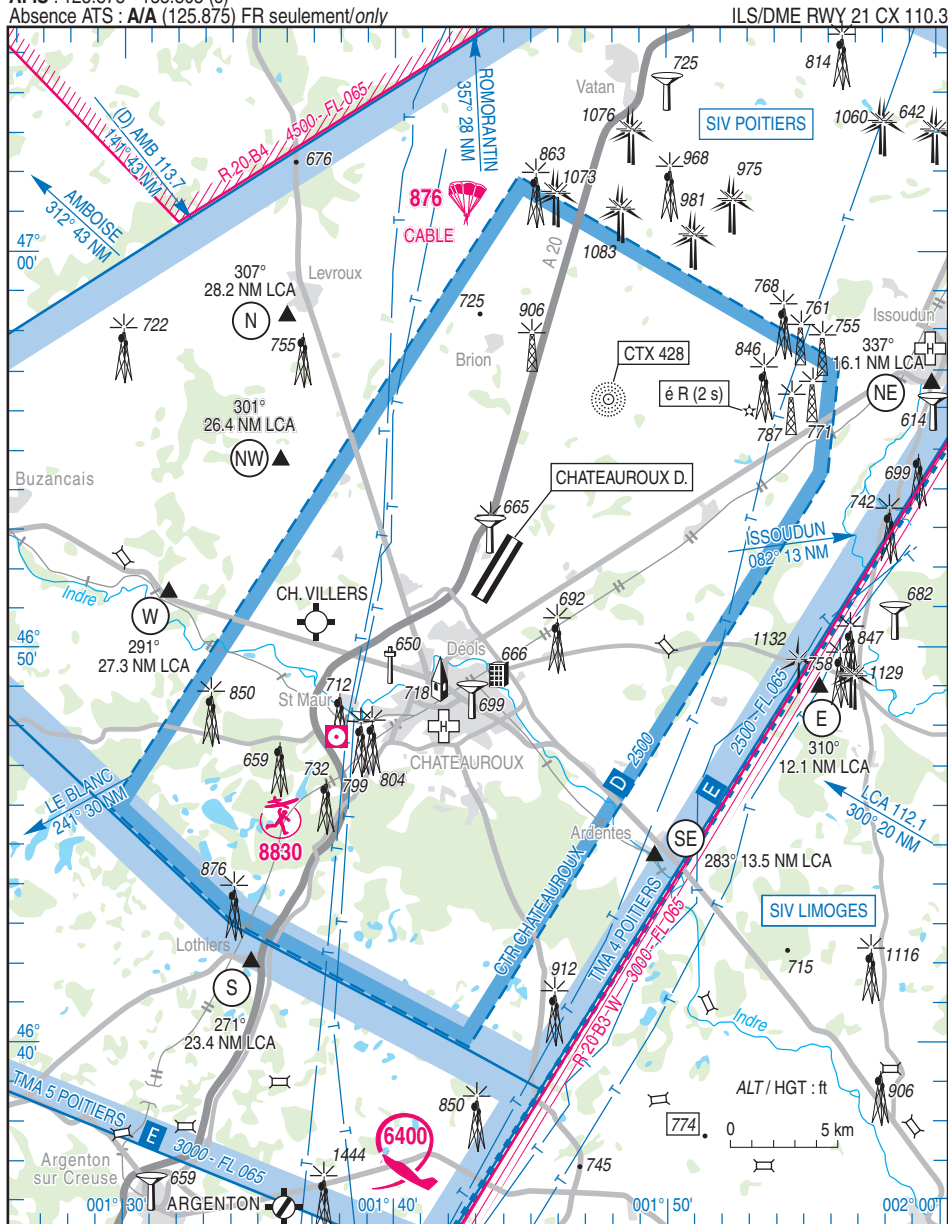 Absence ATS : A/A (125.875) FR seulement/only
ILS/DME RWY 21 CX 110.3
814
725
Vatan
1076
SIV POITIERS
1060
642
ROMORANTIN
357° 28 NM
(D) AMB 113.7
141° 43 NM
R-20-B4 4500 - FL 065
676
863
1073
968
975
981
1083
876
CABLE
AMBOISE
312° 43 NM
A 20
47°
00'
307°
28.2 NM LCA
N
Levroux
725
906
768
761
755
Issoudun
337°
16.1 NM LCA
NE
614
722
755
Brion
CTX 428
846
é R (2 s)
787
771
301°
26.4 NM LCA
NW
Buzancais
CHATEAUROUX D.
665
699
742
ISSOUDUN
082° 13 NM
Indre
CH. VILLERS
W
291°
27.3 NM LCA
692
682
46°
50'
650
Déols
666
1132
847
758
1129
850
St Maur
712
718
699
E
310°
12.1 NM LCA
2500 - FL 065
659
732
799
804
CHATEAUROUX
D 2500
E
LCA 112.1
300° 20 NM
LE BLANC
241° 30 NM
8830
Ardentes
SE
283° 13.5 NM LCA
876
CTR CHATEAUROUX
TMA 4 POITIERS
R-20-B3-W 3000 - FL 065
SIV LIMOGES
Lothiers
S
271°
23.4 NM LCA
912
715
1116
Indre
46°
40'
TMA 5 POITIERS
E
3000 - FL 065
850
ALT / HGT : ft
906
774
0 5 km
6400
745
Argenton
sur Creuse
659
1444
ARGENTON
001° 30'
001° 40'
001° 50'
002° 00'